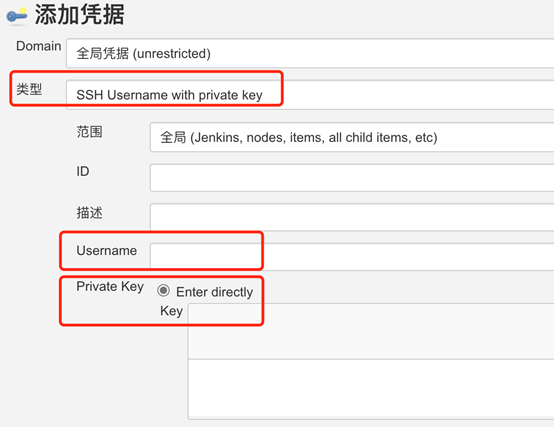 添加凭据
Domain 全局凭据 (unrestricted)
类型 SSH Username with private key
范围 全局 (Jenkins, nodes, items, all child items, etc)
ID
描述
Username
Private Key Enter directly
Key